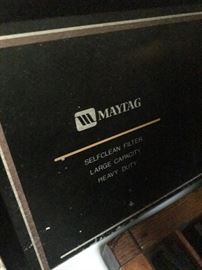 MAYTAG
SELFCLEAN FILTER
LARGE CAPACITY
HEAVY DUTY